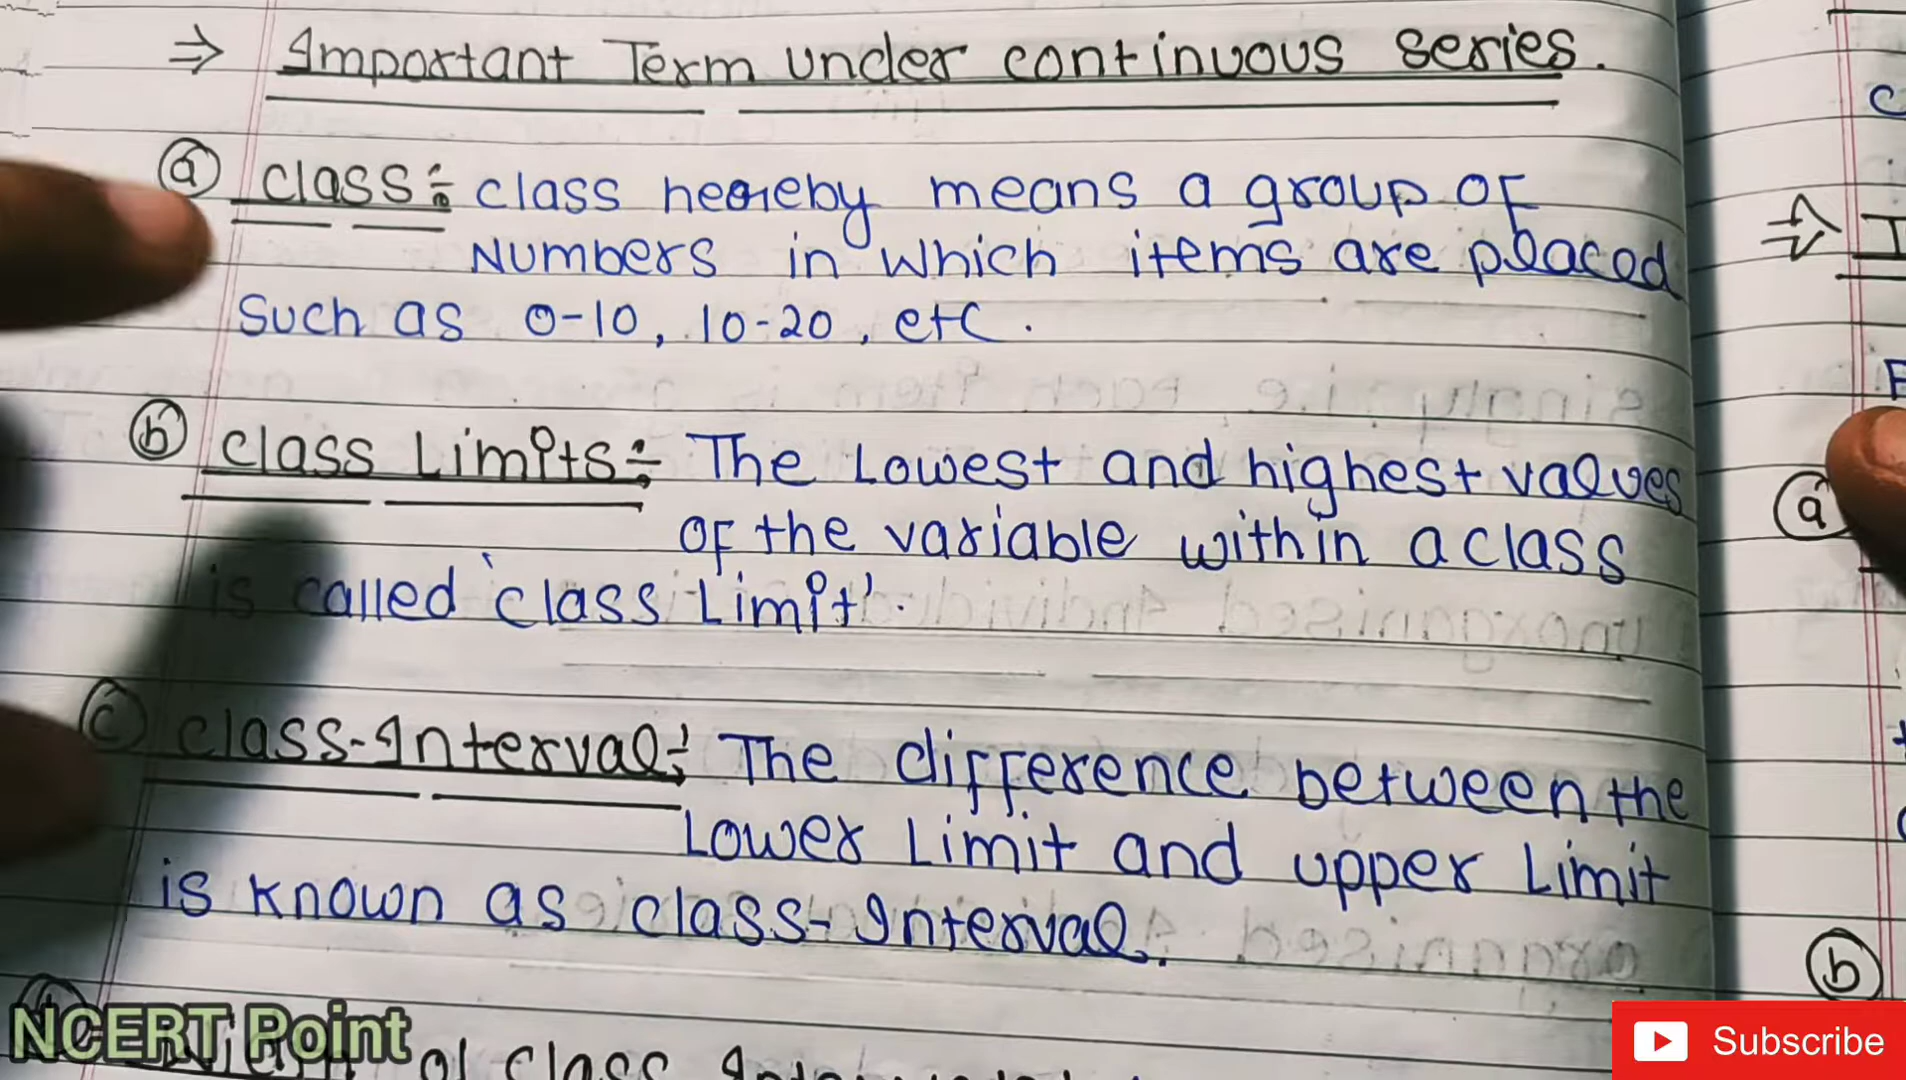 ⇒ Important Term under continuous series.
(a) class:- class hereby means a group of
Numbers in which items are placed
Such as 0-10, 10-20, etc.
(b) class Limits:- The Lowest and highest values
of the variable within a class
is called 'class Limit'.
(c) class-Interval:- The difference between the
Lower Limit and upper Limit
is known as class-Interval.
of class
NCERT Point
Subscribe
(a)
(b)